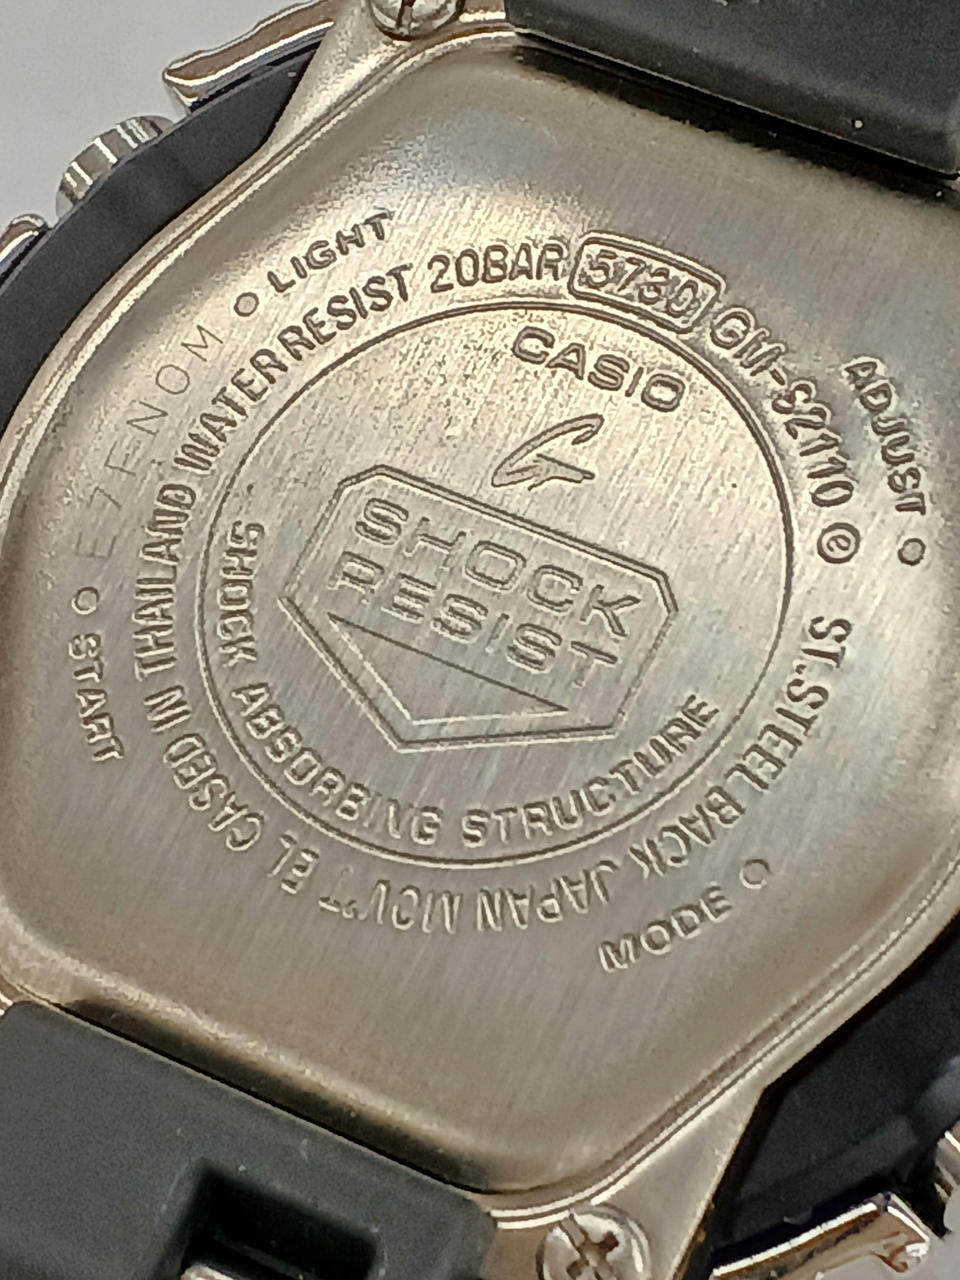 LIGHT
ADJUST
START
MODE
WATER RESIST 20BAR 5730 GM-S2110 ST.STEEL BACK JAPAN MOV'T EL CASED IN THAILAND
CASIO
G
SHOCK
RESIST
SHOCK ABSORBING STRUCTURE